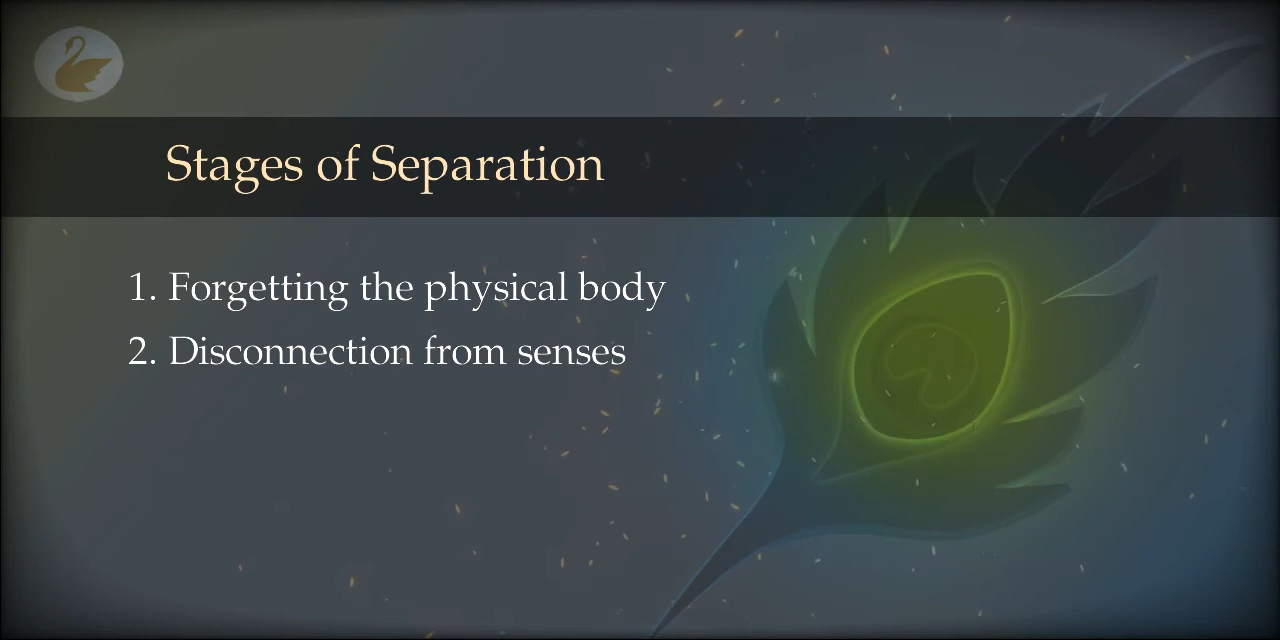 Stages of Separation
1. Forgetting the physical body
2. Disconnection from senses